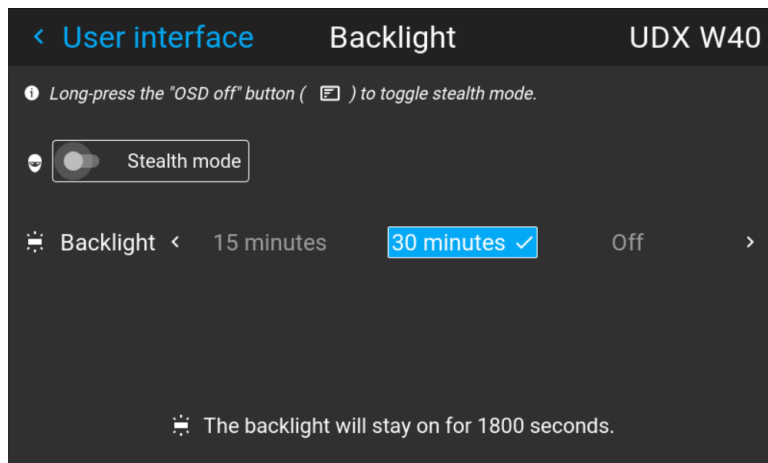 User interface Backlight UDX W40
Long-press the "OSD off" button ( ) to toggle stealth mode.
Stealth mode
Backlight 15 minutes 30 minutes Off
The backlight will stay on for 1800 seconds.